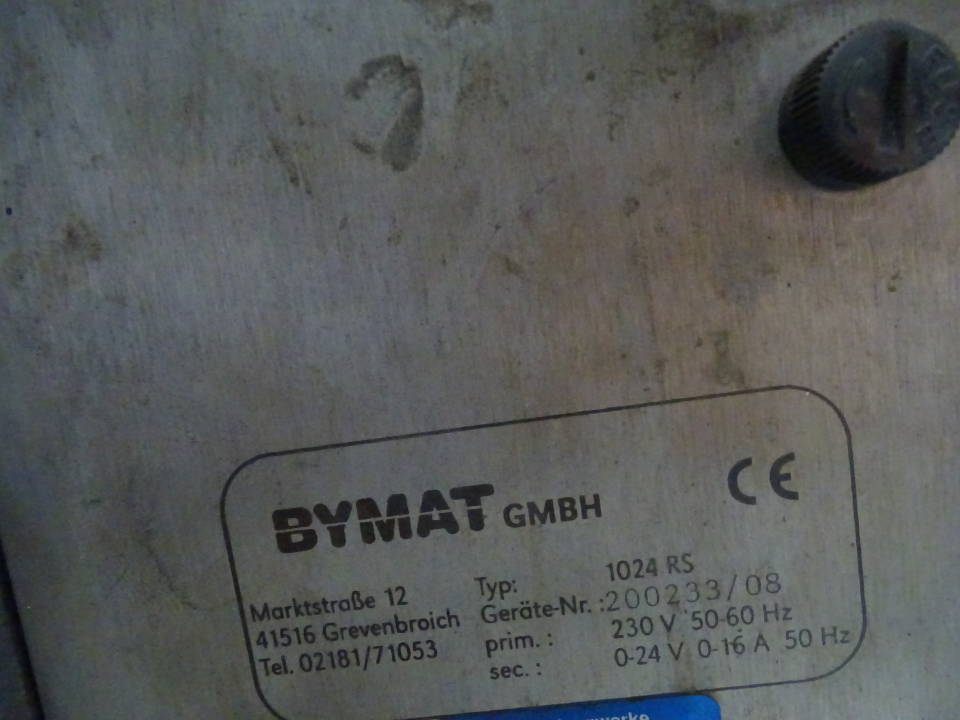 BYMAT GMBH
CE
Marktstraße 12
41516 Grevenbroich
Tel. 02181/71053
Typ: 1024 RS
Geräte-Nr. :200233/08
prim. : 230 V 50-60 Hz
sec. : 0-24 V 0-16 A 50 Hz